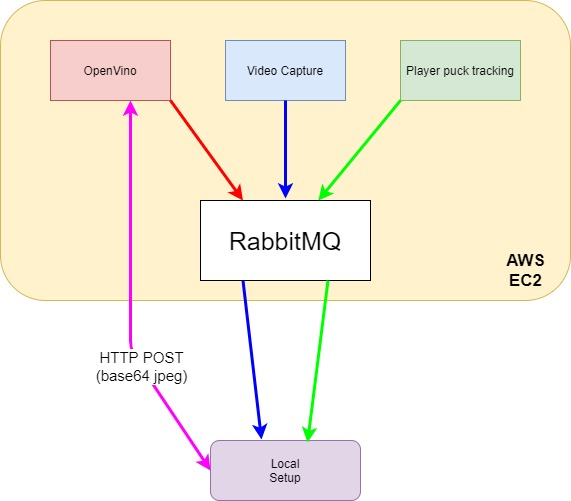 OpenVino
Video Capture
Player puck tracking
RabbitMQ
AWS
EC2
HTTP POST
(base64 jpeg)
Local
Setup